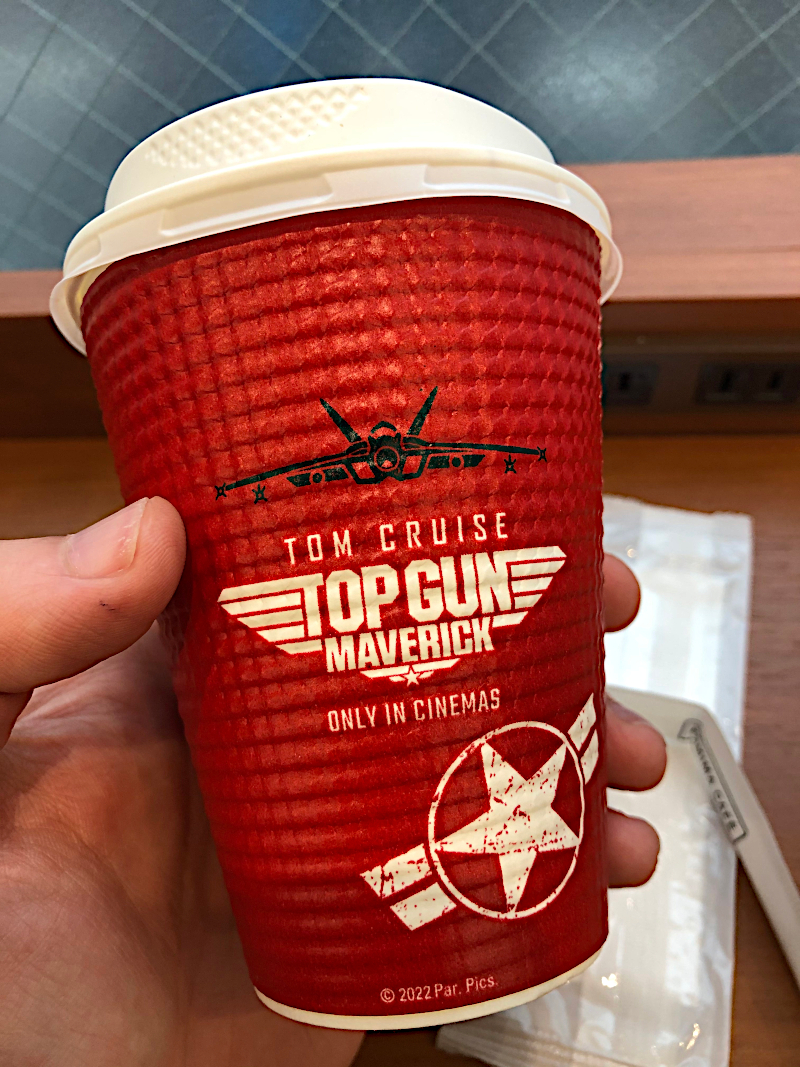 TOM CRUISE
TOP GUN
MAVERICK
ONLY IN CINEMAS
© 2022 Par. Pics.